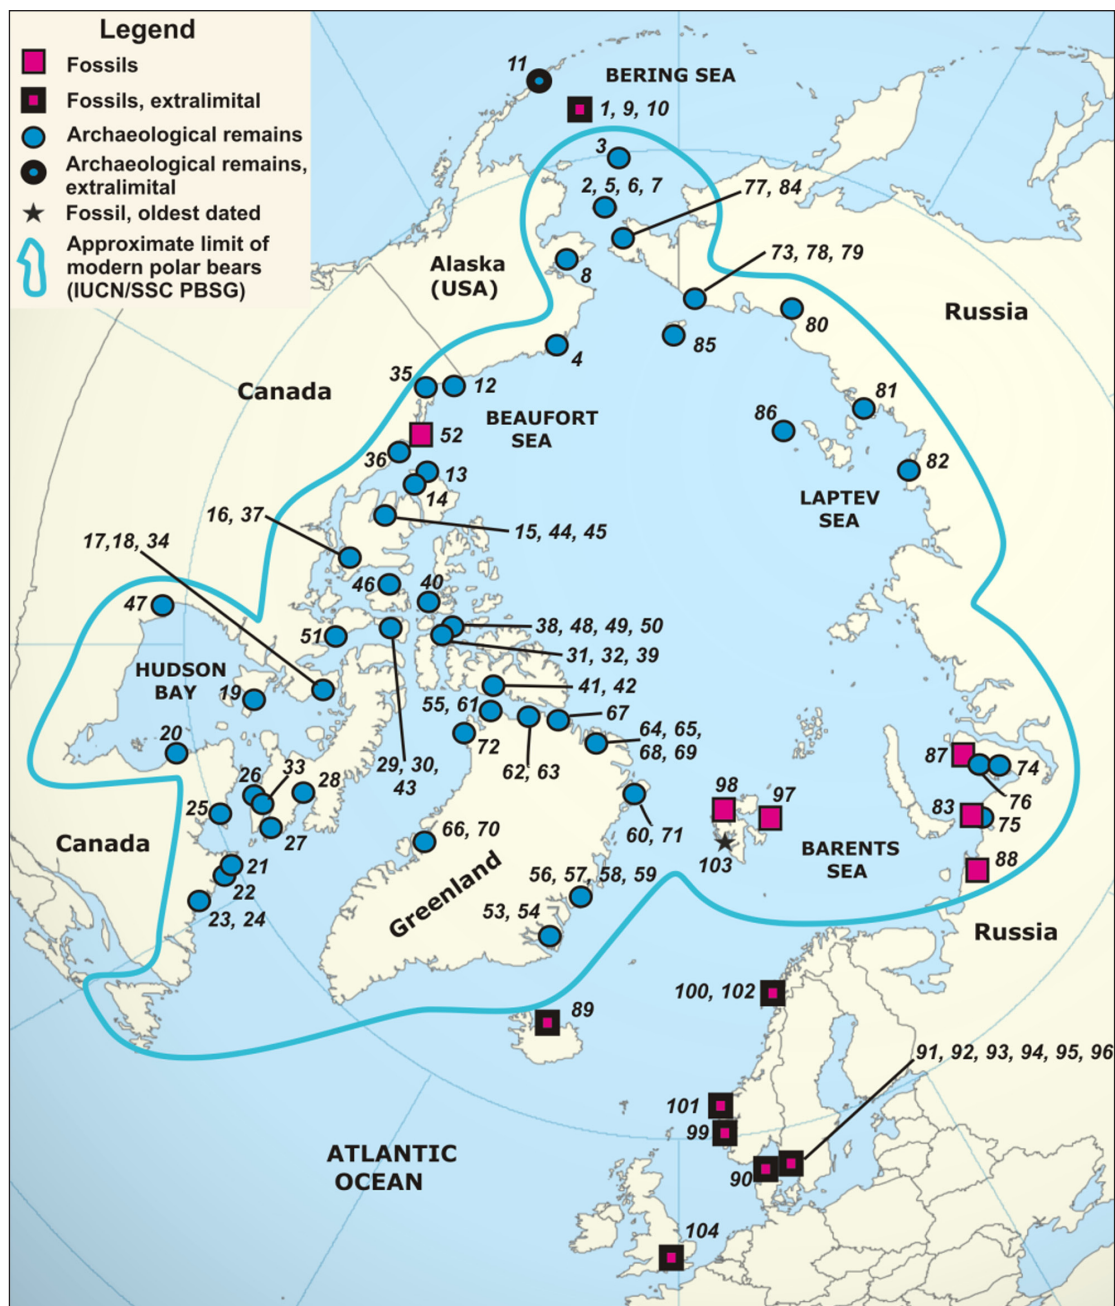 Legend
Fossils
Fossils, extralimital
Archaeological remains
Archaeological remains,
extralimital
Fossil, oldest dated
Approximate limit of
modern polar bears
(IUCN/SSC PBSG)
11
BERING SEA
1, 9, 10
3
2, 5, 6, 7
77, 84
73, 78, 79
8
Alaska
(USA)
Russia
80
85
4
35
12
Canada
BEAUFORT
SEA
81
86
52
36
13
82
14
LAPTEV
SEA
16, 37
15, 44, 45
17,18, 34
46
40
47
38, 48, 49, 50
51
31, 32, 39
HUDSON
BAY
19
41, 42
55, 61
67
20
72
64, 65,
68, 69
62, 63
29, 30,
43
87
74
26
33
28
98
97
76
25
83
75
27
60, 71
66, 70
Canada
103
BARENTS
SEA
88
21
22
56, 57, 58, 59
23, 24
Greenland
53, 54
Russia
100, 102
89
91, 92, 93, 94, 95, 96
101
99
ATLANTIC
OCEAN
90
104